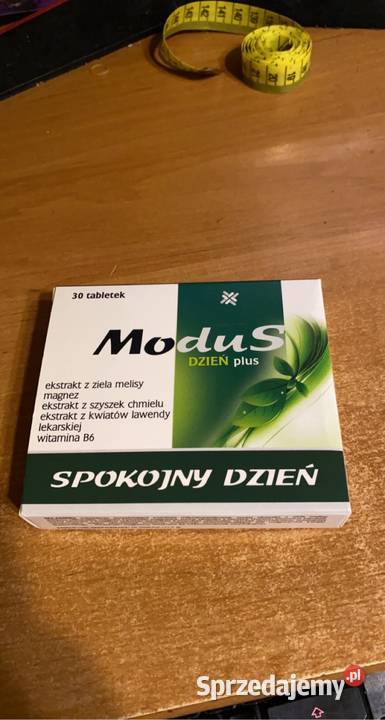 30 tabletek
ModuS
DZIEŃ plus
ekstrakt z ziela melisy
magnez
ekstrakt z szyszek chmielu
ekstrakt z kwiatów lawendy
lekarskiej
witamina B6
SPOKOJNY DZIEŃ
Sprzedajemy.pl